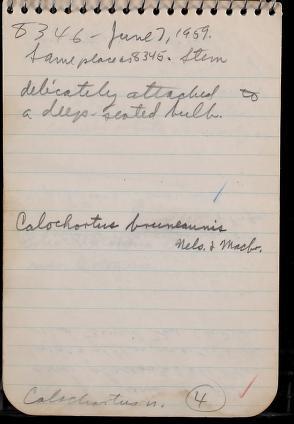 8346 - June 7, 1959.
Same place as 8345. Stem
delicately attached to
a deep-seated bulb.
Calochortus bruneaunis
Nels. & Macbr.
Calochortus
4